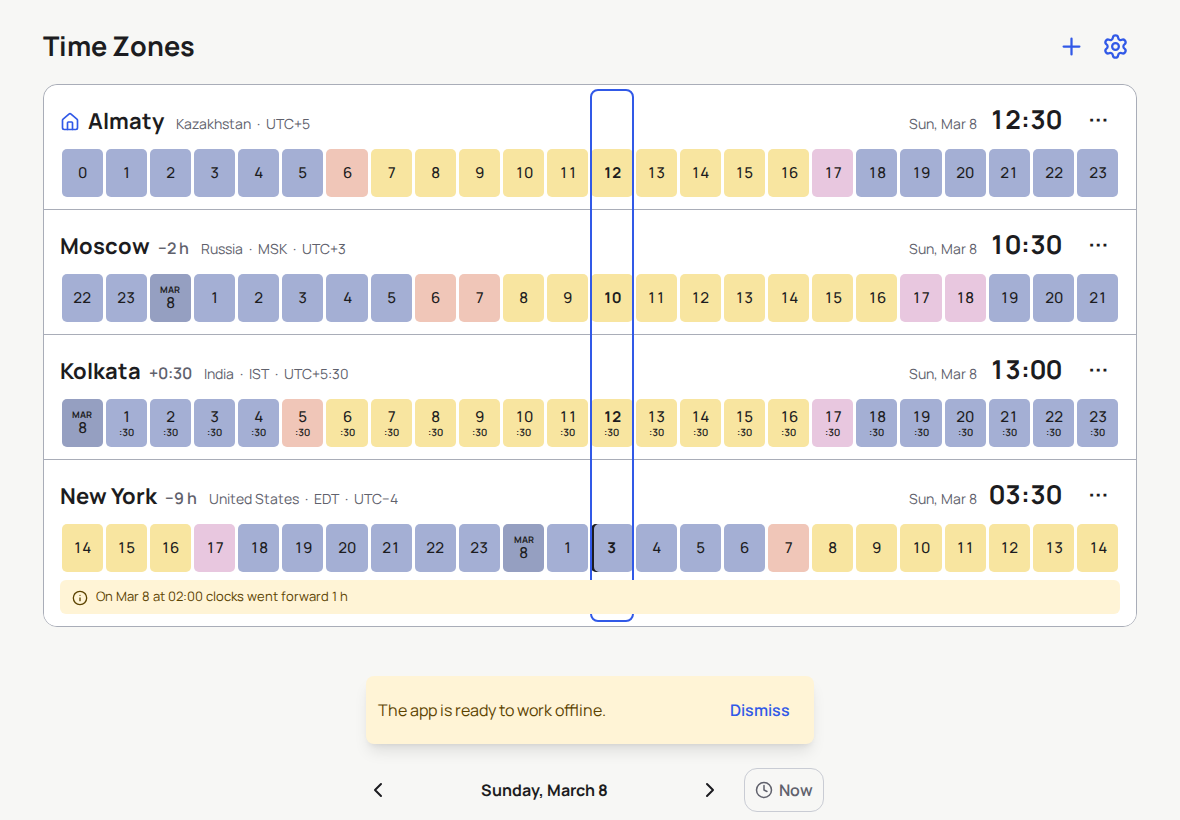 Time Zones
Almaty Kazakhstan · UTC+5 Sun, Mar 8 12:30 ···
0 1 2 3 4 5 6 7 8 9 10 11 12 13 14 15 16 17 18 19 20 21 22 23
Moscow −2 h Russia · MSK · UTC+3 Sun, Mar 8 10:30 ···
22 23 MAR 8 1 2 3 4 5 6 7 8 9 10 11 12 13 14 15 16 17 18 19 20 21
Kolkata +0:30 India · IST · UTC+5:30 Sun, Mar 8 13:00 ···
MAR 8 1:30 2:30 3:30 4:30 5:30 6:30 7:30 8:30 9:30 10:30 11:30 12:30 13:30 14:30 15:30 16:30 17:30 18:30 19:30 20:30 21:30 22:30 23:30
New York −9 h United States · EDT · UTC−4 Sun, Mar 8 03:30 ···
14 15 16 17 18 19 20 21 22 23 MAR 8 1 3 4 5 6 7 8 9 10 11 12 13 14
On Mar 8 at 02:00 clocks went forward 1 h
The app is ready to work offline. Dismiss
Sunday, March 8 Now